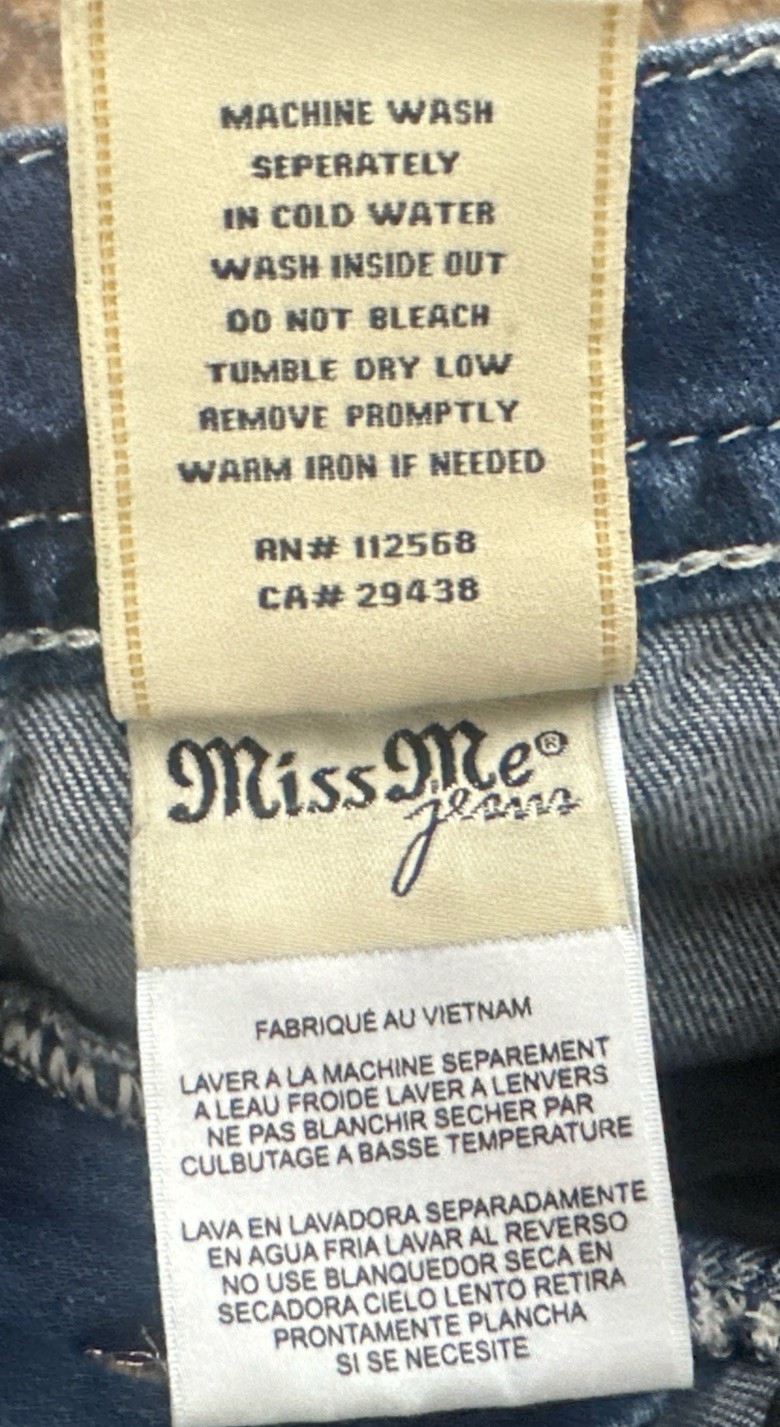 MACHINE WASH
SEPERATELY
IN COLD WATER
WASH INSIDE OUT
DO NOT BLEACH
TUMBLE DRY LOW
REMOVE PROMPTLY
WARM IRON IF NEEDED
RN# 112568
CA# 29438
Miss Me®
jeans
FABRIQUÉ AU VIETNAM
LAVER A LA MACHINE SEPAREMENT
A LEAU FROIDE LAVER A LENVERS
NE PAS BLANCHIR SECHER PAR
CULBUTAGE A BASSE TEMPERATURE
LAVA EN LAVADORA SEPARADAMENTE
EN AGUA FRIA LAVAR AL REVERSO
NO USE BLANQUEDOR SECA EN
SECADORA CIELO LENTO RETIRA
PRONTAMENTE PLANCHA
SI SE NECESITE